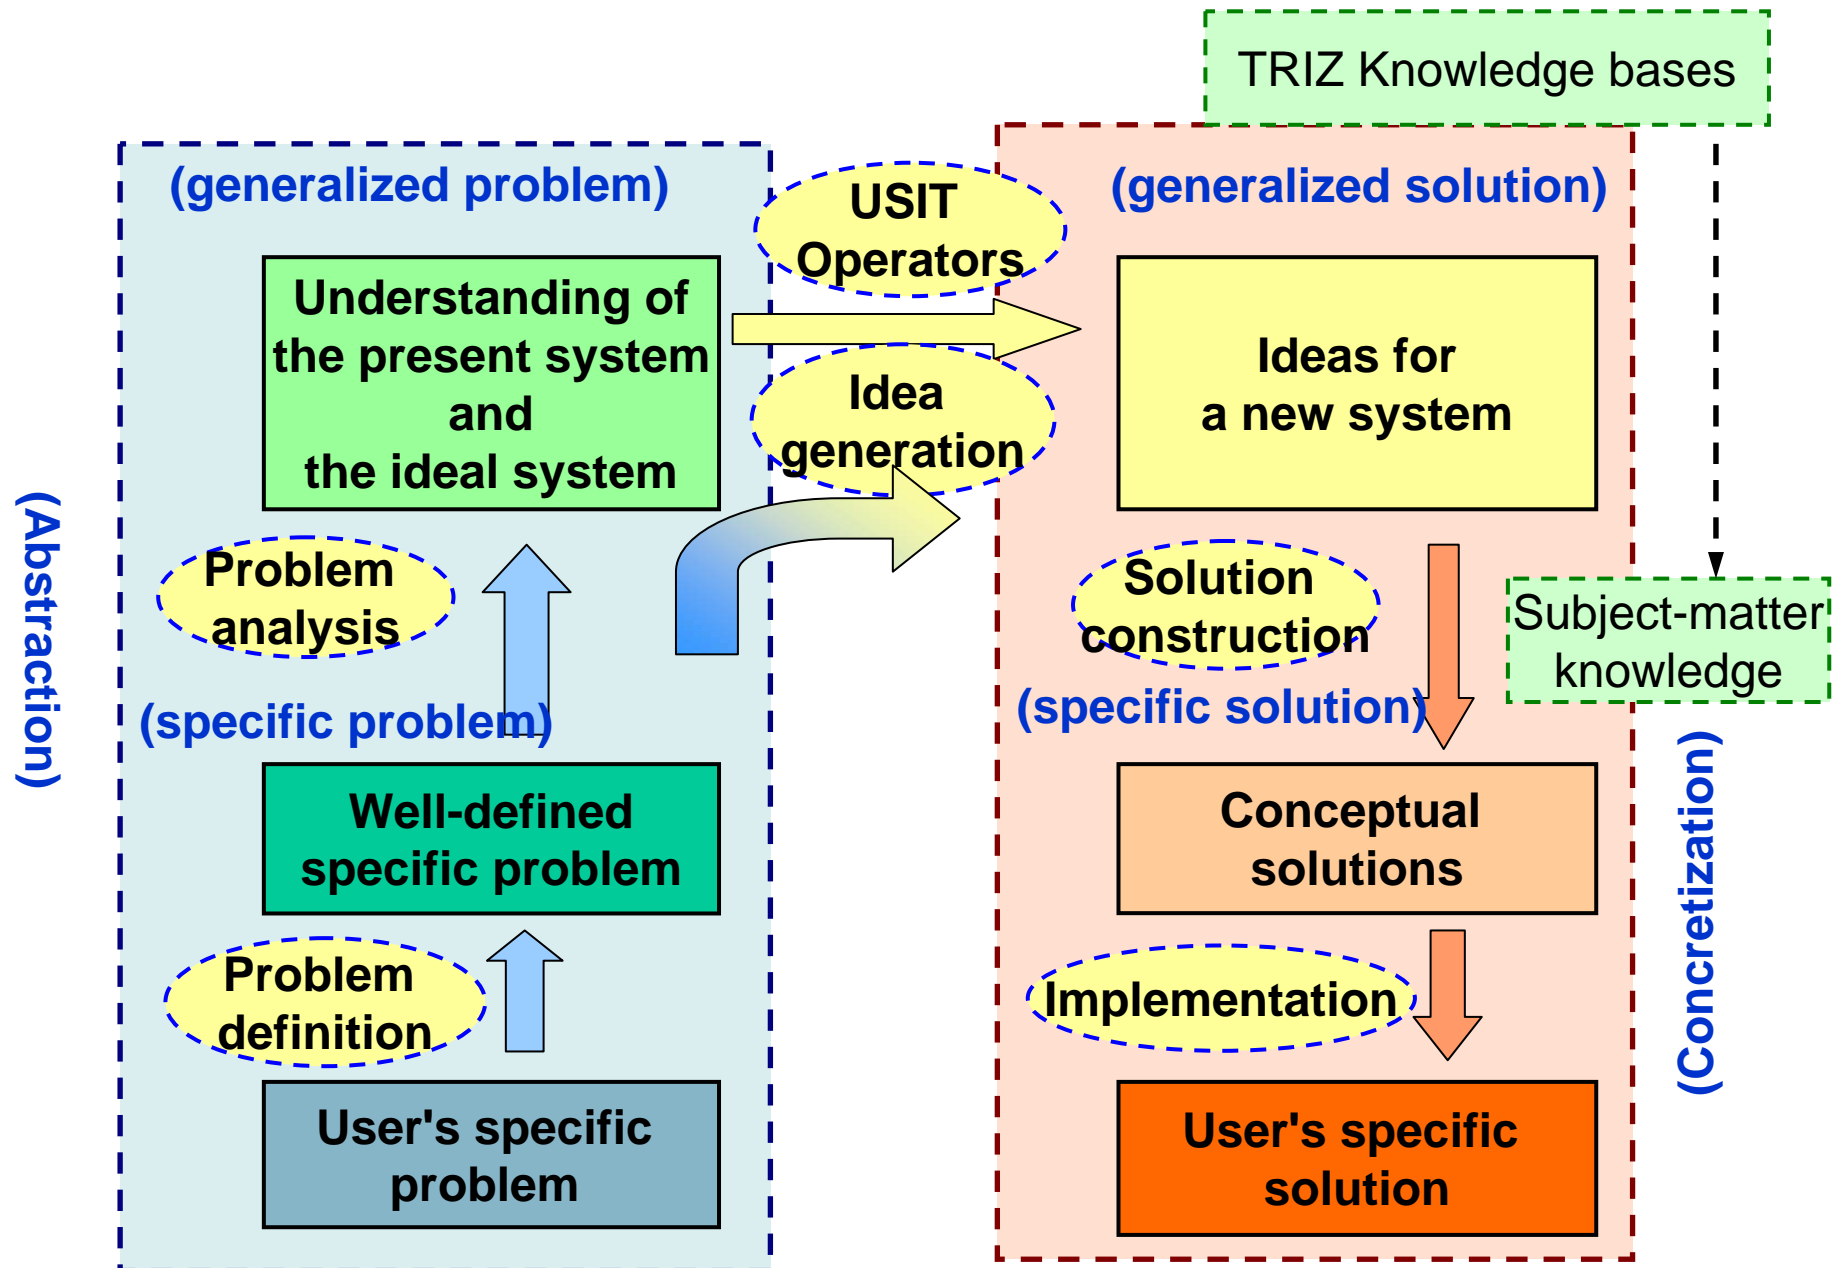 TRIZ Knowledge bases
(generalized problem)
USIT
Operators
(generalized solution)
Understanding of
the present system
and
the ideal system
Idea
generation
Ideas for
a new system
(Abstraction)
Problem
analysis
Solution
construction
Subject-matter
knowledge
(specific problem)
(specific solution)
Well-defined
specific problem
Conceptual
solutions
(Concretization)
Problem
definition
Implementation
User's specific
problem
User's specific
solution